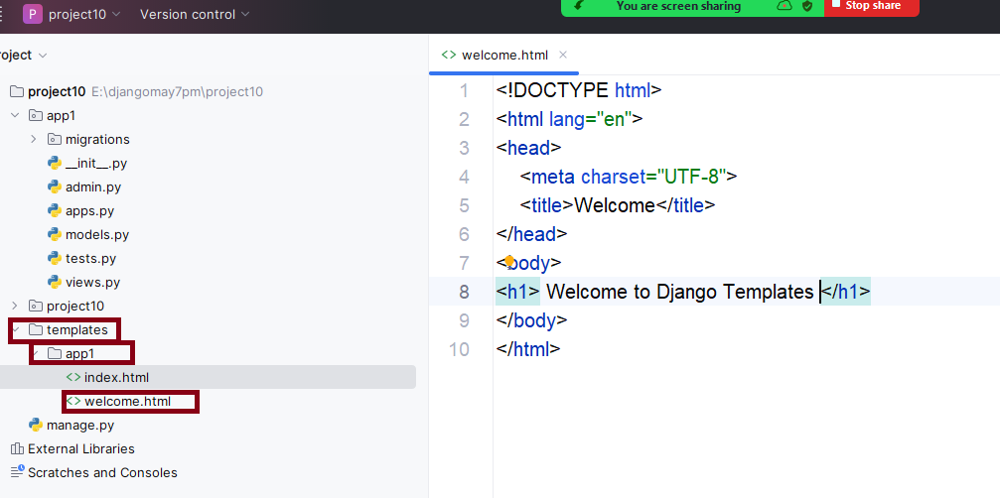 P project10 Version control
You are screen sharing
Stop share
roject
project10 E:\djangomay7pm\project10
app1
migrations
__init__.py
admin.py
apps.py
models.py
tests.py
views.py
project10
templates
app1
index.html
welcome.html
manage.py
External Libraries
Scratches and Consoles
<> welcome.html ×
1 <!DOCTYPE html>
2 <html lang="en">
3 <head>
4 <meta charset="UTF-8">
5 <title>Welcome</title>
6 </head>
7 <body>
8 <h1> Welcome to Django Templates </h1>
9 </body>
10 </html>